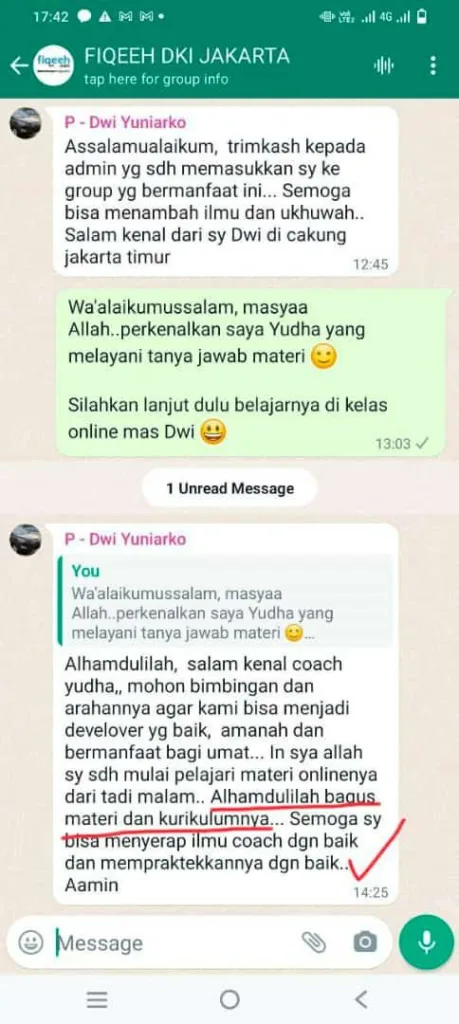 17:42
4G
fiqeeh
FIQEEH DKI JAKARTA
tap here for group info
P - Dwi Yuniarko
Assalamualaikum, trimkash kepada
admin yg sdh memasukkan sy ke
group yg bermanfaat ini... Semoga
bisa menambah ilmu dan ukhuwah..
Salam kenal dari sy Dwi di cakung
jakarta timur
12:45
Wa'alaikumussalam, masyaa
Allah..perkenalkan saya Yudha yang
melayani tanya jawab materi 🙂
Silahkan lanjut dulu belajarnya di kelas
online mas Dwi 😃
13:03
1 Unread Message
P - Dwi Yuniarko
You
Wa'alaikumussalam, masyaa
Allah..perkenalkan saya Yudha yang
melayani tanya jawab materi 🙂...
Alhamdulilah, salam kenal coach
yudha,, mohon bimbingan dan
arahannya agar kami bisa menjadi
develover yg baik, amanah dan
bermanfaat bagi umat... In sya allah
sy sdh mulai pelajari materi onlinenya
dari tadi malam.. Alhamdulilah bagus
materi dan kurikulumnya... Semoga sy
bisa menyerap ilmu coach dgn baik
dan mempraktekkannya dgn baik..
Aamin
14:25
Message